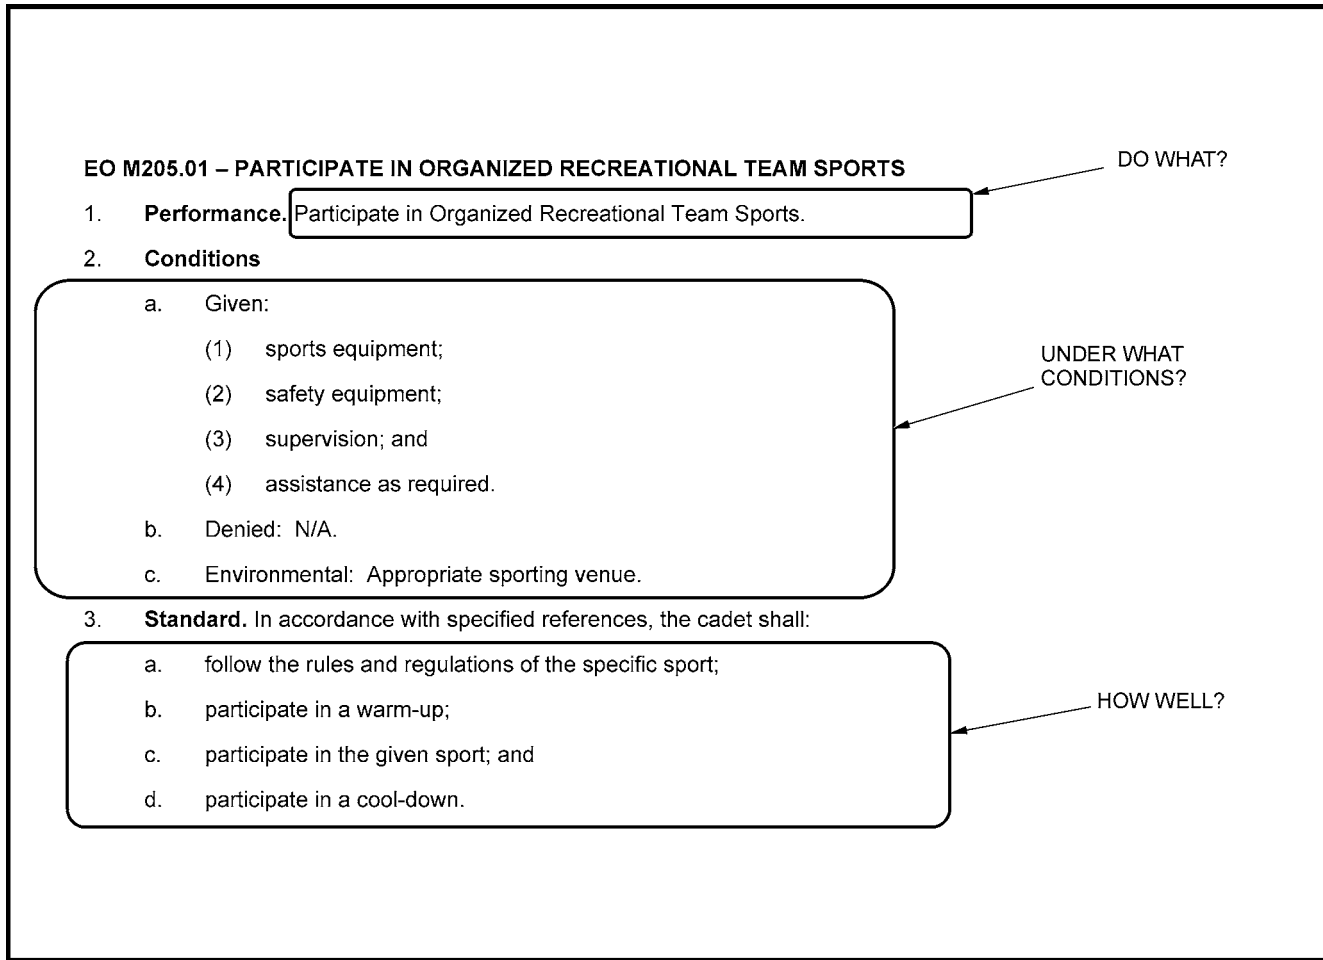 EO M205.01 – PARTICIPATE IN ORGANIZED RECREATIONAL TEAM SPORTS
DO WHAT?
1. Performance. Participate in Organized Recreational Team Sports.
2. Conditions
a. Given:
(1) sports equipment;
UNDER WHAT
CONDITIONS?
(2) safety equipment;
(3) supervision; and
(4) assistance as required.
b. Denied: N/A.
c. Environmental: Appropriate sporting venue.
3. Standard. In accordance with specified references, the cadet shall:
a. follow the rules and regulations of the specific sport;
b. participate in a warm-up;
HOW WELL?
c. participate in the given sport; and
d. participate in a cool-down.